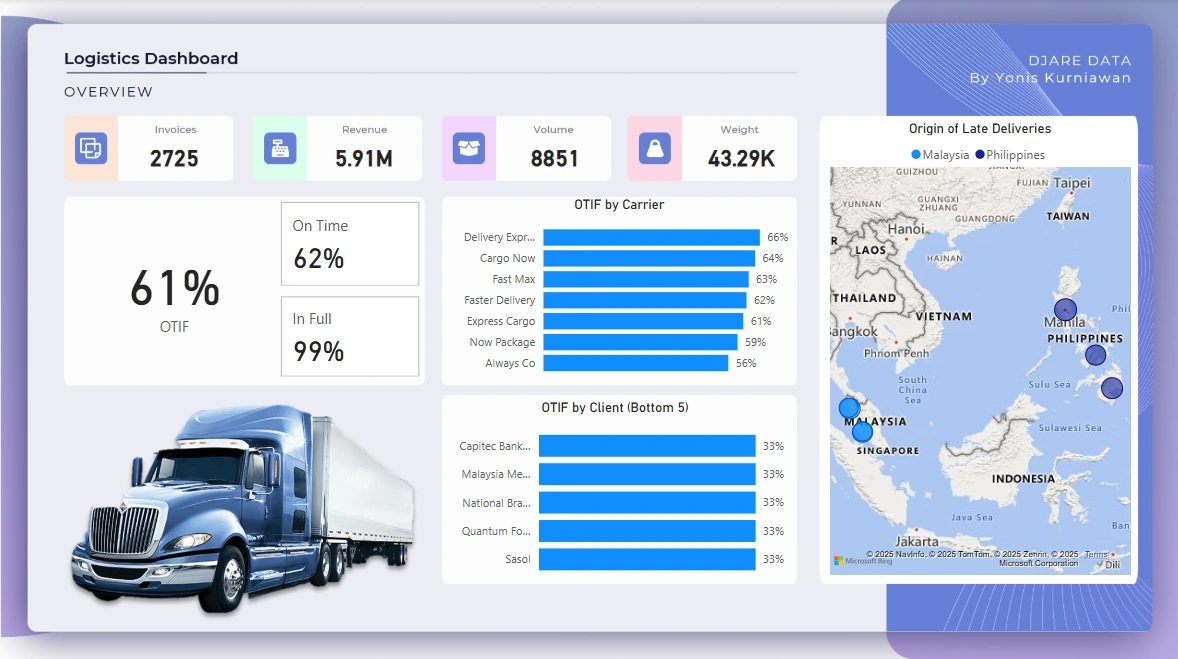 Logistics Dashboard
OVERVIEW
DJARE DATA
By Yonis Kurniawan
Invoices
2725
Revenue
5.91M
Volume
8851
Weight
43.29K
61%
OTIF
On Time
62%
In Full
99%
OTIF by Carrier
Delivery Expr... 66%
Cargo Now 64%
Fast Max 63%
Faster Delivery 62%
Express Cargo 61%
Now Package 59%
Always Co 56%
OTIF by Client (Bottom 5)
Capitec Bank... 33%
Malaysia Me... 33%
National Bra... 33%
Quantum Fo... 33%
Sasol 33%
Origin of Late Deliveries
Malaysia Philippines
GUIZHOU
FUJIAN
Taipei
YUNNAN
GUANGXI
ZHUANG
GUANGDONG
TAIWAN
Hanoi
LAOS
HAINAN
THAILAND
VIETNAM
Manila
Phil
angkok
PHILIPPINES
Phnom Penh
South
China
Sea
Sulu Sea
MALAYSIA
Sulawesi Sea
SINGAPORE
INDONESIA
Java Sea
Ban
Jakarta
© 2025 NavInfo, © 2025 TomTom, © 2025 Zenrin, © 2025 Terms
Microsoft Bing
Microsoft Corporation
Dili